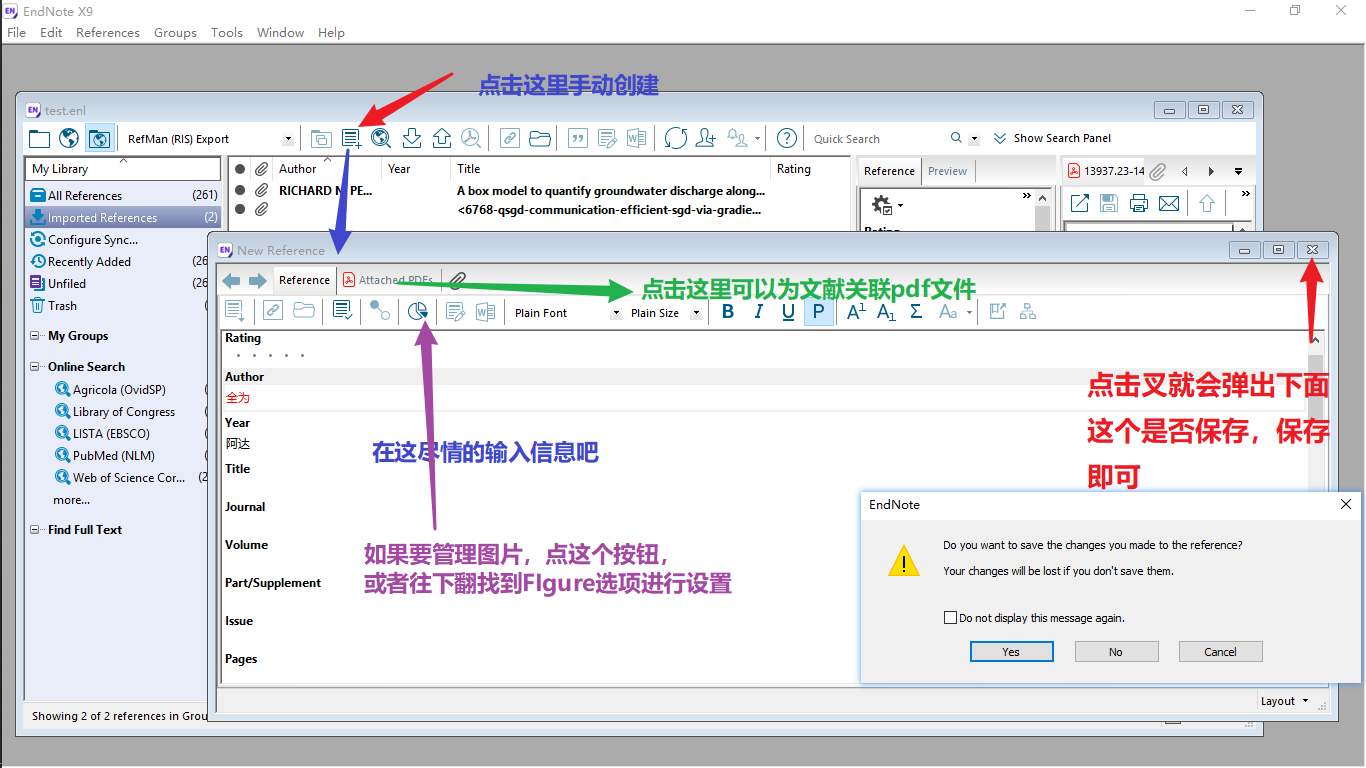 EndNote X9
File Edit References Groups Tools Window Help
点击这里手动创建
test.enl
RefMan (RIS) Export
Quick Search
Show Search Panel
My Library
Author Year Title Rating
Reference Preview
13937.23-14
All References (261)
RICHARD N. PE... A box model to quantify groundwater discharge along...
Imported References (2)
<6768-qsgd-communication-efficient-sgd-via-gradie...
Configure Sync...
Recently Added (26
Unfiled (26
Trash
My Groups
Online Search
Agricola (OvidSP)
Library of Congress
LISTA (EBSCO)
PubMed (NLM)
Web of Science Cor... (2
more...
Find Full Text
Showing 2 of 2 references in Grou
New Reference
Reference Attached PDFs
点击这里可以为文献关联pdf文件
Plain Font Plain Size B I U P A1 A1 Σ Aa
Rating
Author
全为
Year
阿达
Title
Journal
Volume
Part/Supplement
Issue
Pages
在这尽情的输入信息吧
如果要管理图片，点这个按钮，
或者往下翻找到FIgure选项进行设置
点击叉就会弹出下面
这个是否保存，保存
即可
EndNote
Do you want to save the changes you made to the reference?
Your changes will be lost if you don't save them.
Do not display this message again.
Yes No Cancel
Layout